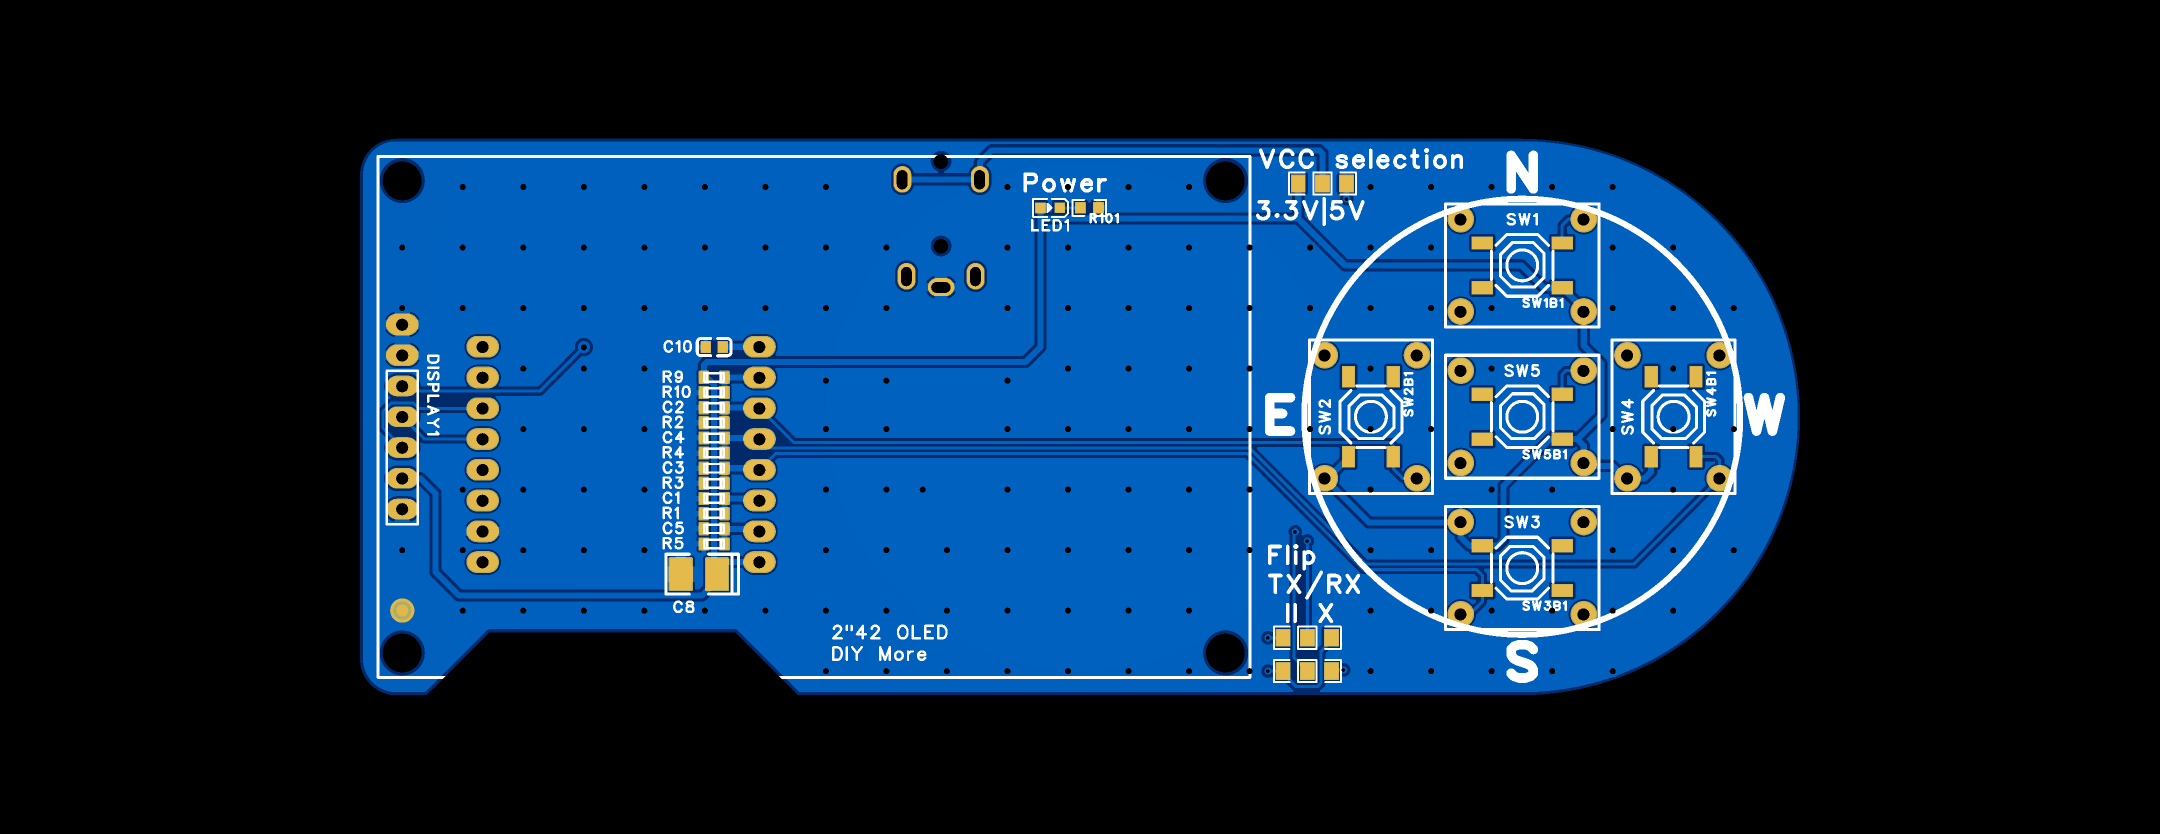 VCC selection
N
Power
3.3V|5V
LED1
R101
SW1
SW1B1
C10
DISPLAY1
R9
R10
C2
R2
C4
R4
C3
R3
C1
R1
C5
R5
C8
E
SW2
SW2B1
SW5
SW5B1
SW4
SW4B1
W
SW3
SW3B1
Flip
TX/RX
II X
2"42 OLED
DIY More
S